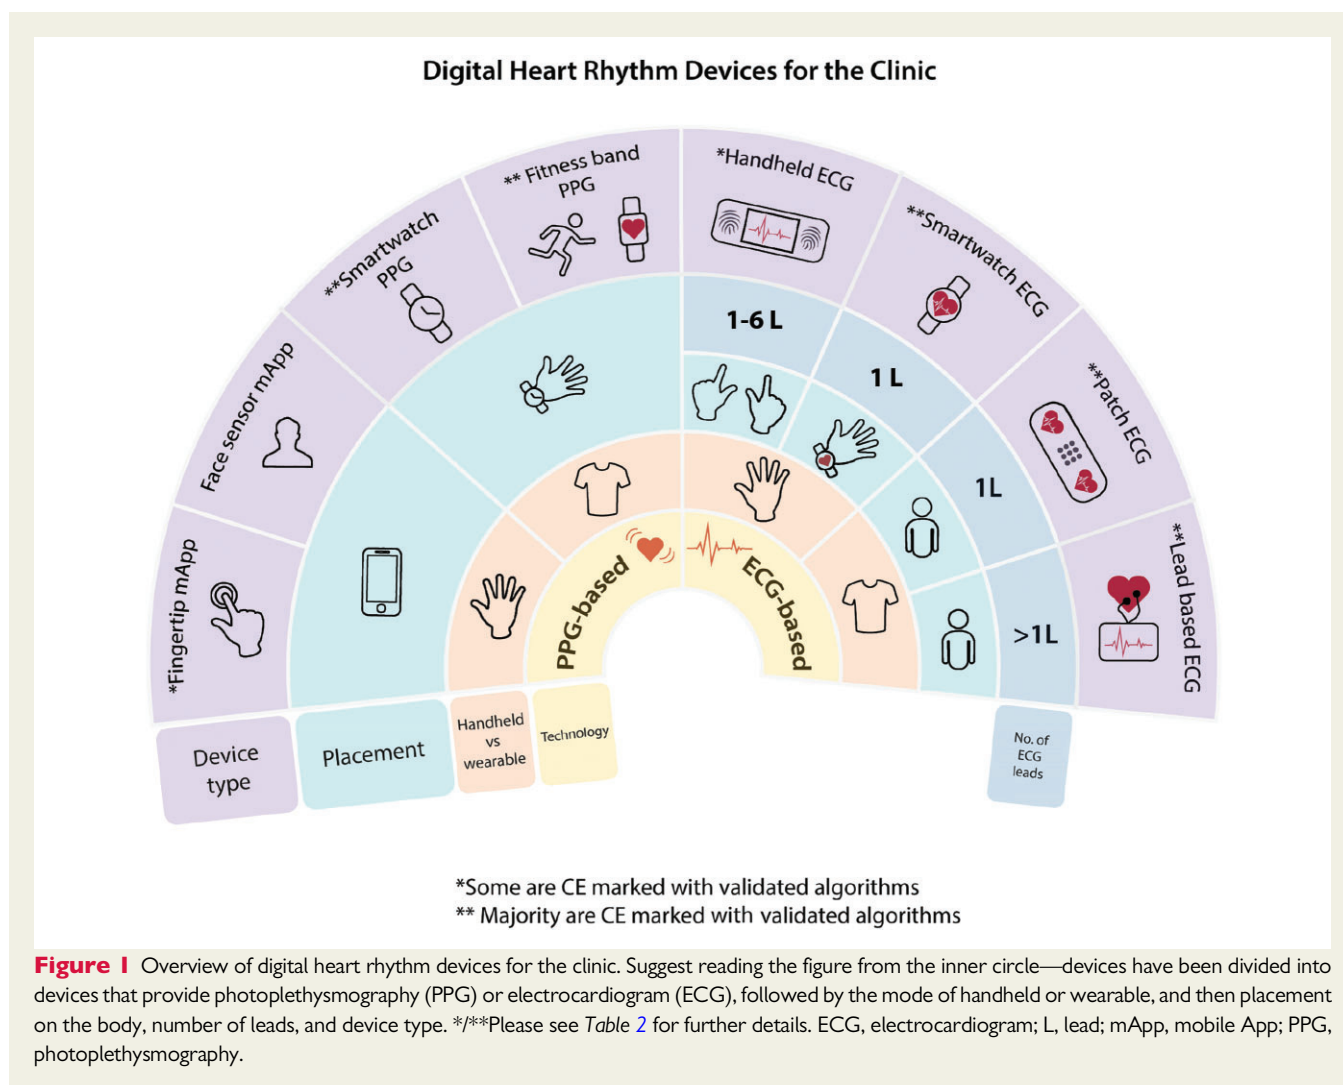 Digital Heart Rhythm Devices for the Clinic
*Fingertip mApp
Face sensor mApp
**Smartwatch
PPG
** Fitness band
PPG
*Handheld ECG
**Smartwatch ECG
**Patch ECG
**Lead based ECG
1-6 L
1 L
1L
>1L
PPG-based
ECG-based
Device
type
Placement
Handheld
vs
wearable
Technology
No. of
ECG
leads
*Some are CE marked with validated algorithms
** Majority are CE marked with validated algorithms
Figure 1 Overview of digital heart rhythm devices for the clinic. Suggest reading the figure from the inner circle—devices have been divided into
devices that provide photoplethysmography (PPG) or electrocardiogram (ECG), followed by the mode of handheld or wearable, and then placement
on the body, number of leads, and device type. */**Please see Table 2 for further details. ECG, electrocardiogram; L, lead; mApp, mobile App; PPG,
photoplethysmography.